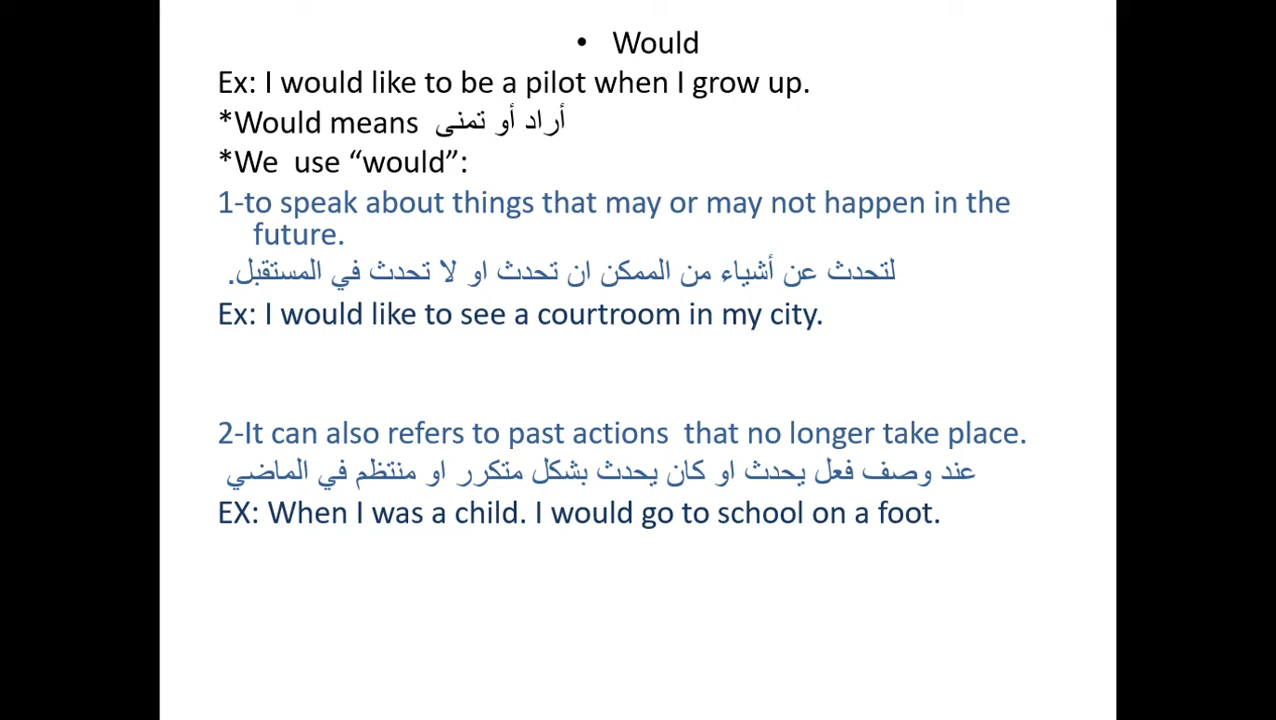 • Would
Ex: I would like to be a pilot when I grow up.
*Would means أراد أو تمنى
*We use “would”:
1-to speak about things that may or may not happen in the
future.
لتحدث عن أشياء من الممكن ان تحدث او لا تحدث في المستقبل.
Ex: I would like to see a courtroom in my city.
2-It can also refers to past actions that no longer take place.
عند وصف فعل يحدث او كان يحدث بشكل متكرر او منتظم في الماضي
EX: When I was a child. I would go to school on a foot.